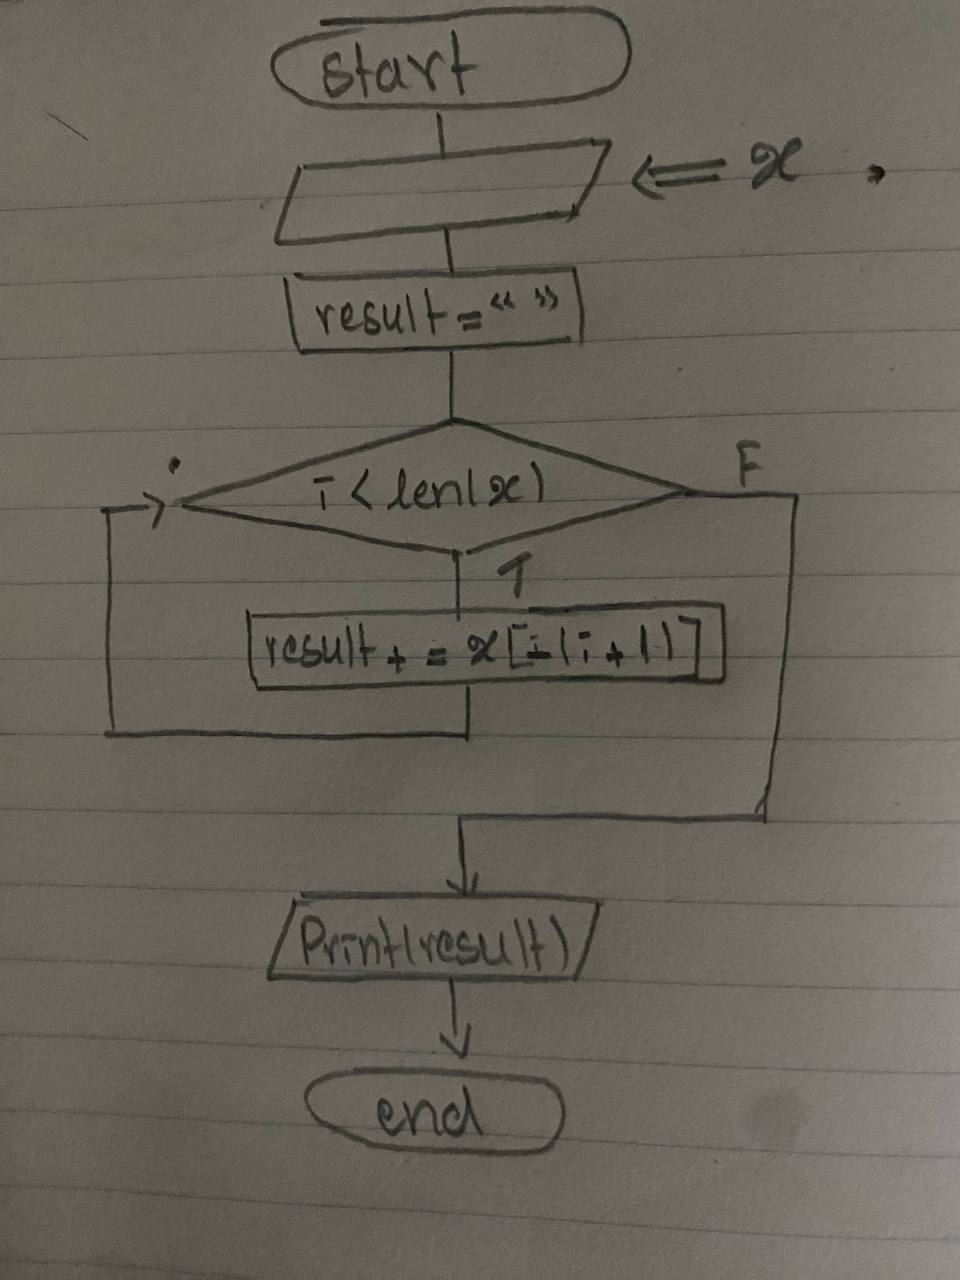 start
<= x
result = “ ”
i < len(x)
F
T
result + = x[-(i+1)]
Print(result)
end